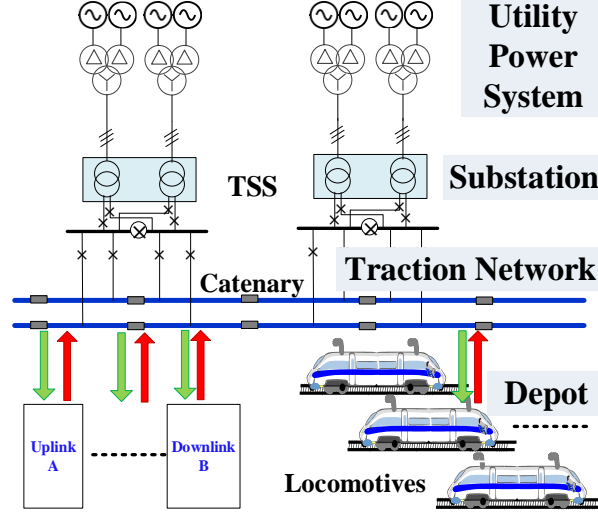 Utility
Power
System
TSS
Substation
Catenary
Traction Network
Depot
Uplink
A
Downlink
B
Locomotives